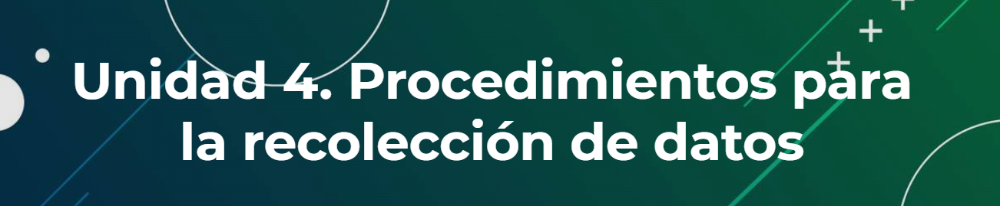 Unidad 4. Procedimientos para
la recolección de datos